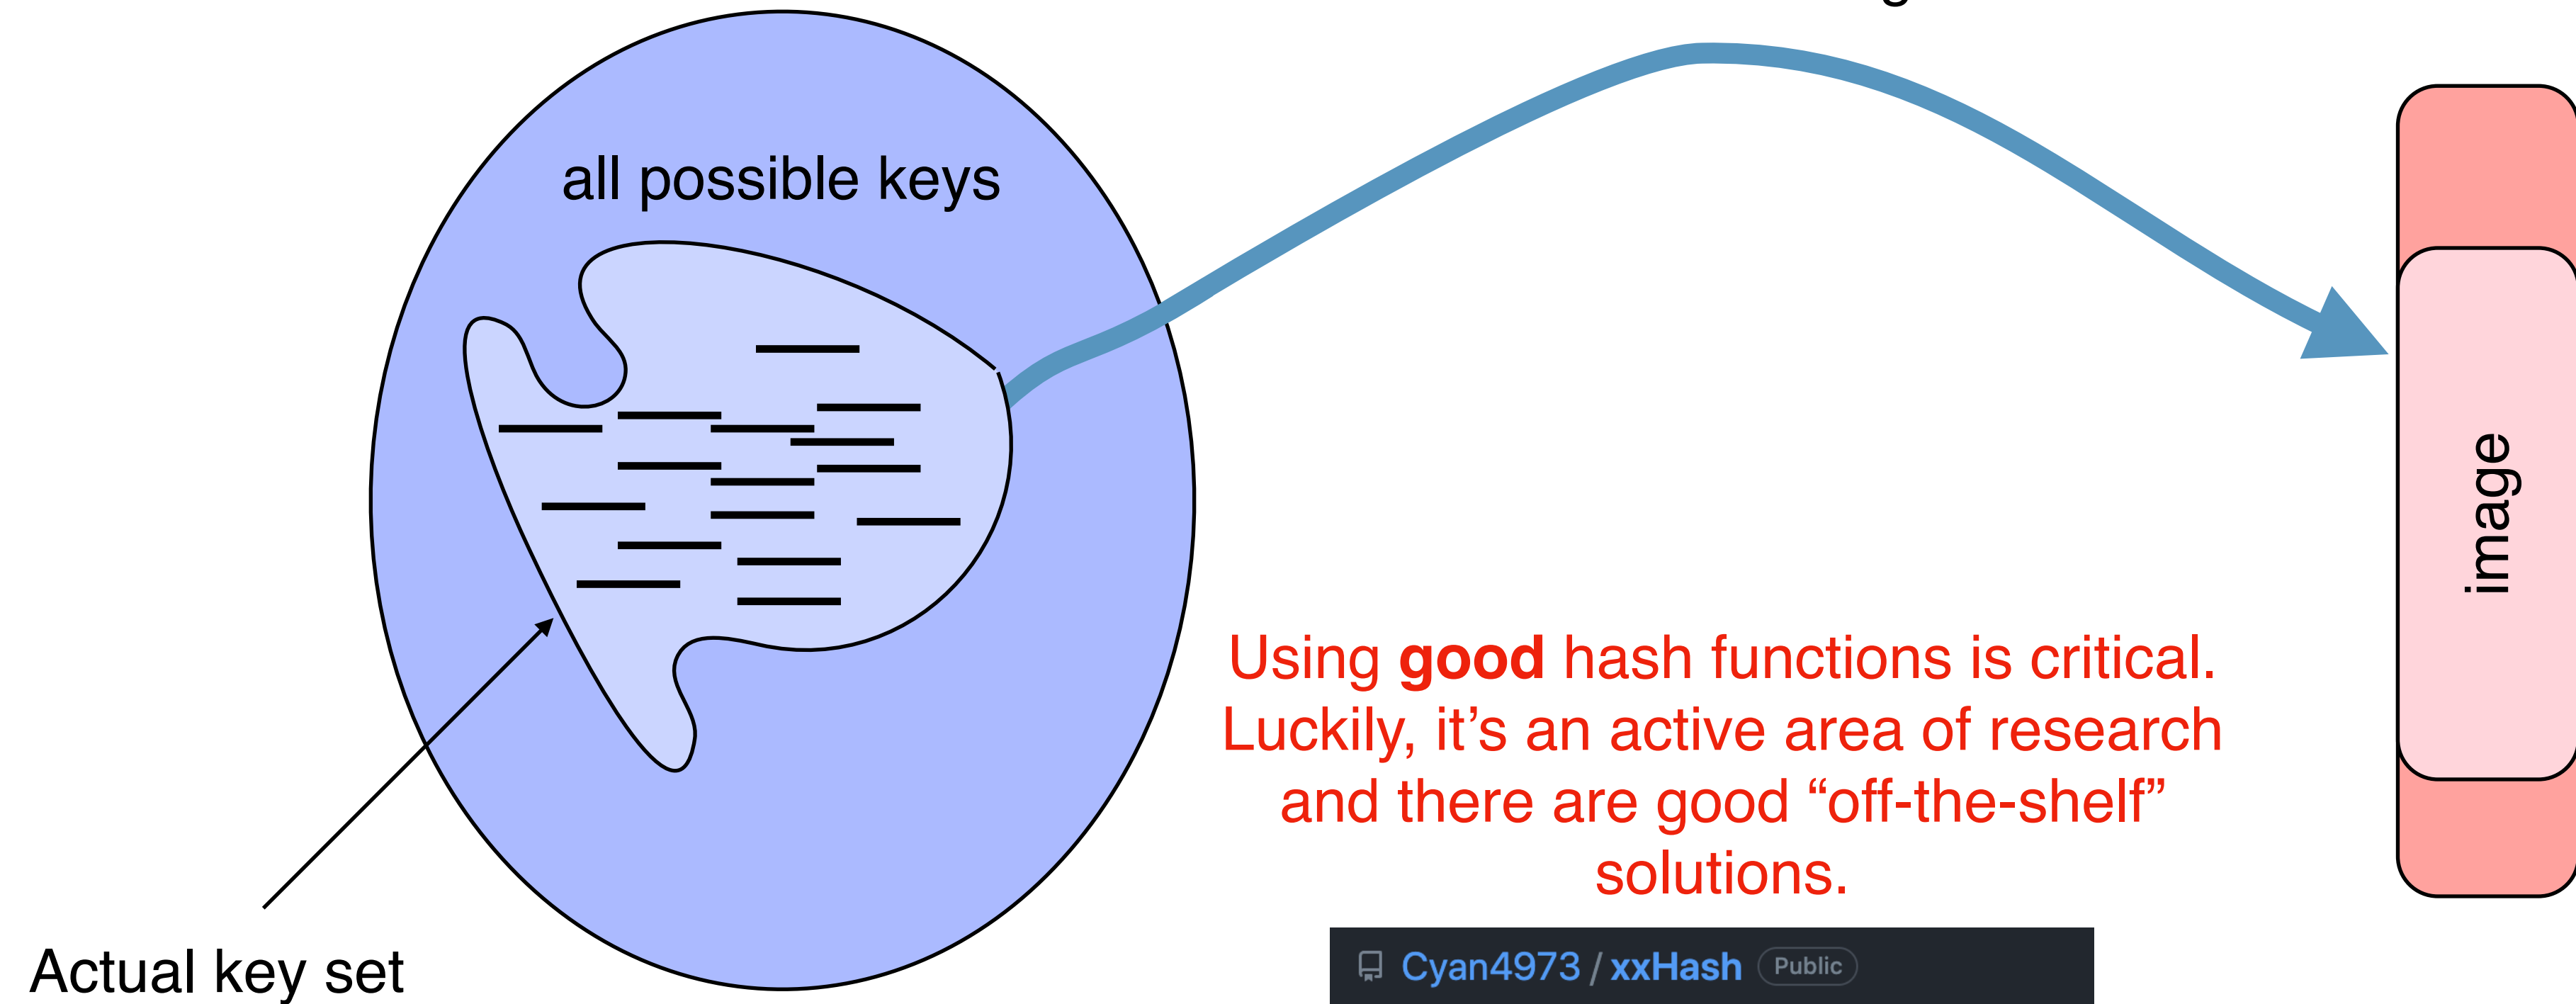 all possible keys
image
Using good hash functions is critical.
Luckily, it’s an active area of research
and there are good “off-the-shelf”
solutions.
Actual key set
Cyan4973 / xxHash Public